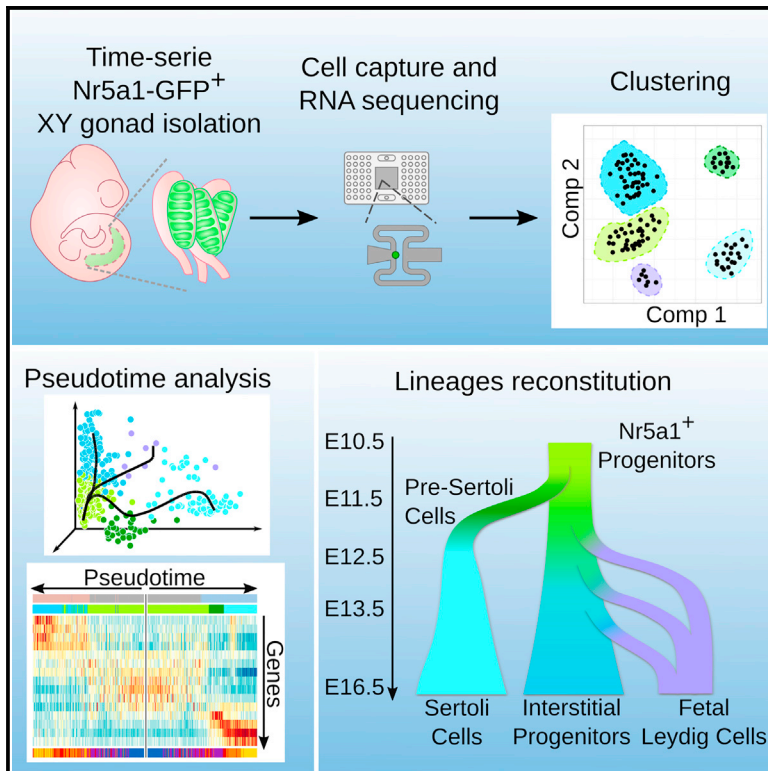 Time-serie
Nr5a1-GFP+
XY gonad isolation
Cell capture and
RNA sequencing
Clustering
Comp 2
Comp 1
Pseudotime analysis
Pseudotime
Genes
Lineages reconstitution
E10.5
E11.5
E12.5
E13.5
E16.5
Nr5a1+
Progenitors
Pre-Sertoli
Cells
Sertoli
Cells
Interstitial
Progenitors
Fetal
Leydig Cells